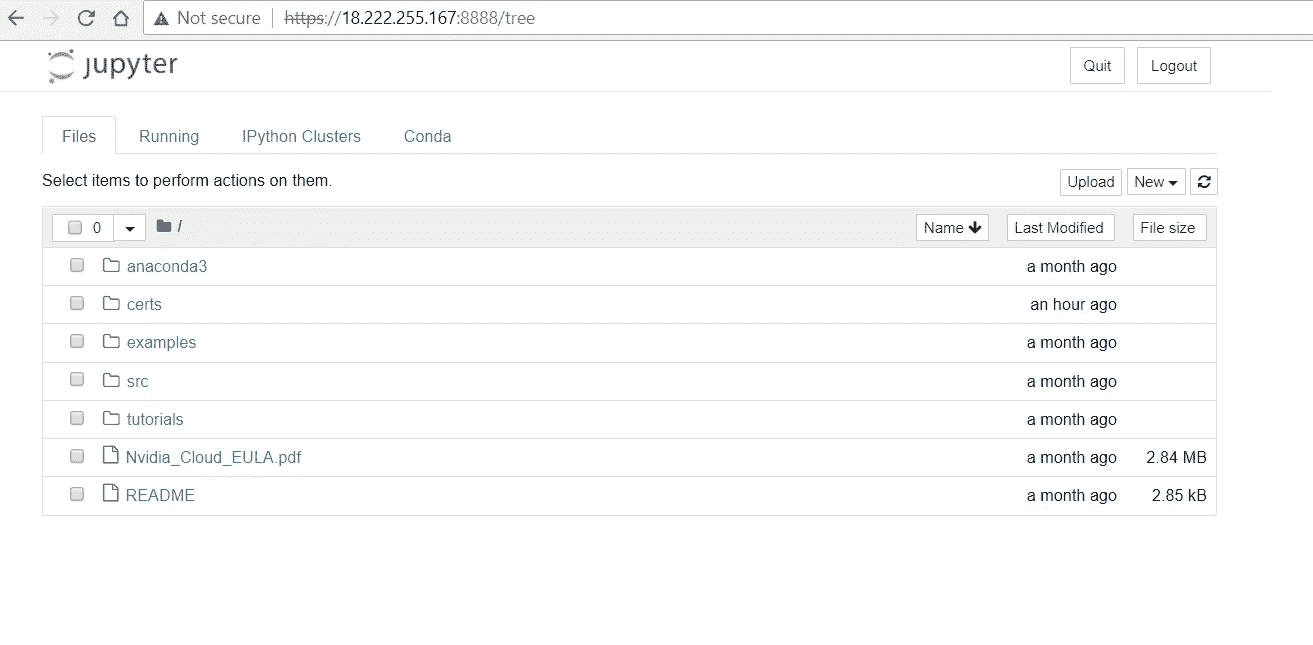 Not secure https://18.222.255.167:8888/tree
jupyter Quit Logout
Files Running IPython Clusters Conda
Select items to perform actions on them. Upload New
0 / Name Last Modified File size
anaconda3 a month ago
certs an hour ago
examples a month ago
src a month ago
tutorials a month ago
Nvidia_Cloud_EULA.pdf a month ago 2.84 MB
README a month ago 2.85 kB